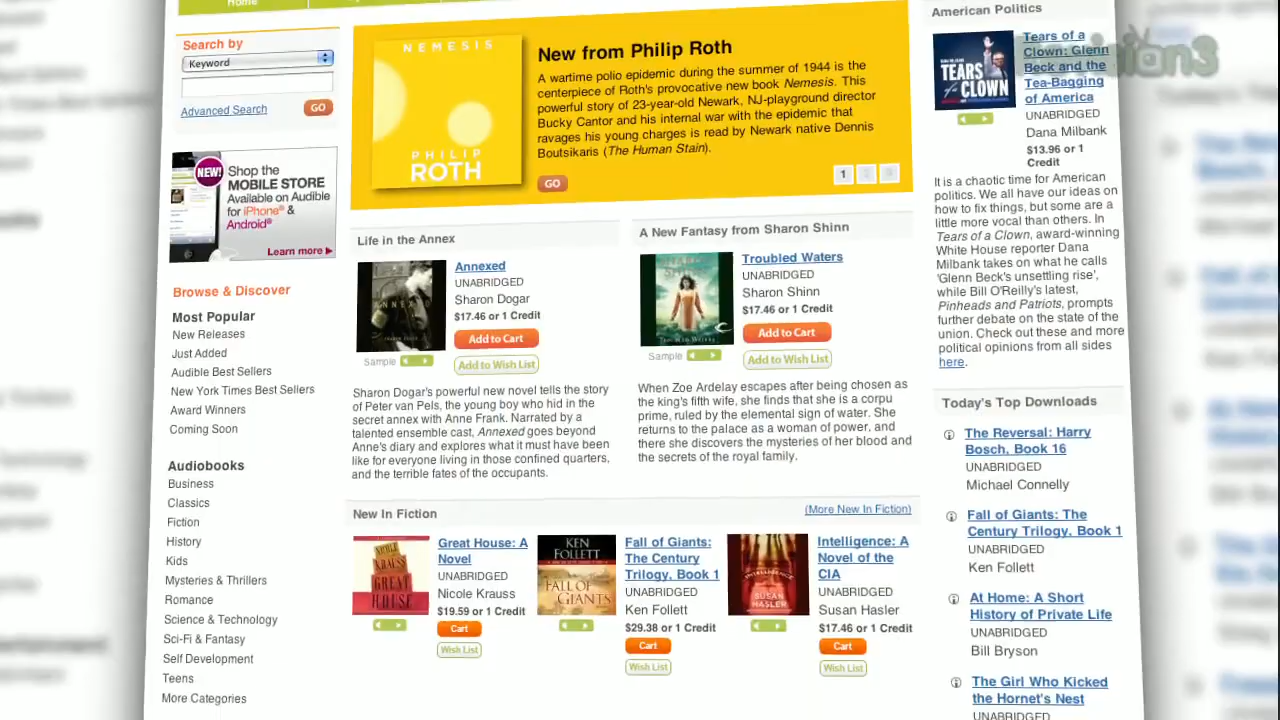 Home
Search by
Keyword
Advanced Search
GO
NEW!
Shop the
MOBILE STORE
Available on Audible
for iPhone® &
Android®
Learn more
Browse & Discover
Most Popular
New Releases
Just Added
Audible Best Sellers
New York Times Best Sellers
Award Winners
Coming Soon
Audiobooks
Business
Classics
Fiction
History
Kids
Mysteries & Thrillers
Romance
Science & Technology
Sci-Fi & Fantasy
Self Development
Teens
More Categories
NEMESIS
PHILIP
ROTH
New from Philip Roth
A wartime polio epidemic during the summer of 1944 is the
centerpiece of Roth's provocative new book Nemesis. This
powerful story of 23-year-old Newark, NJ-playground director
Bucky Cantor and his internal war with the epidemic that
ravages his young charges is read by Newark native Dennis
Boutsikaris (The Human Stain).
GO
1
2
3
Life in the Annex
ANNEXED
Annexed
UNABRIDGED
Sharon Dogar
$17.46 or 1 Credit
Add to Cart
Sample
Add to Wish List
Sharon Dogar's powerful new novel tells the story
of Peter van Pels, the young boy who hid in the
secret annex with Anne Frank. Narrated by a
talented ensemble cast, Annexed goes beyond
Anne's diary and explores what it must have been
like for everyone living in those confined quarters,
and the terrible fates of the occupants.
A New Fantasy from Sharon Shinn
Troubled Waters
UNABRIDGED
Sharon Shinn
$17.46 or 1 Credit
Add to Cart
Sample
Add to Wish List
When Zoe Ardelay escapes after being chosen as
the king's fifth wife, she finds that she is a corpu
prime, ruled by the elemental sign of water. She
returns to the palace as a woman of power, and
there she discovers the mysteries of her blood and
the secrets of the royal family.
New In Fiction
(More New In Fiction)
NICOLE
KRAUSS
GREAT
HOUSE
Great House: A
Novel
UNABRIDGED
Nicole Krauss
$19.59 or 1 Credit
Cart
Wish List
KEN
FOLLETT
FALL OF
GIANTS
Fall of Giants:
The Century
Trilogy, Book 1
UNABRIDGED
Ken Follett
$29.38 or 1 Credit
Cart
Wish List
INTELLIGENCE
SUSAN
HASLER
Intelligence: A
Novel of the
CIA
UNABRIDGED
Susan Hasler
$17.46 or 1 Credit
Cart
Wish List
American Politics
TEARS
of a
CLOWN
Tears of a
Clown: Glenn
Beck and the
Tea-Bagging
of America
UNABRIDGED
Dana Milbank
$13.96 or 1
Credit
It is a chaotic time for American
politics. We all have our ideas on
how to fix things, but some are a
little more vocal than others. In
Tears of a Clown, award-winning
White House reporter Dana
Milbank takes on what he calls
'Glenn Beck's unsettling rise',
while Bill O'Reilly's latest,
Pinheads and Patriots, prompts
further debate on the state of the
union. Check out these and more
political opinions from all sides
here.
Today's Top Downloads
The Reversal: Harry
Bosch, Book 16
UNABRIDGED
Michael Connelly
Fall of Giants: The
Century Trilogy, Book 1
UNABRIDGED
Ken Follett
At Home: A Short
History of Private Life
UNABRIDGED
Bill Bryson
The Girl Who Kicked
the Hornet's Nest
UNABRIDGED